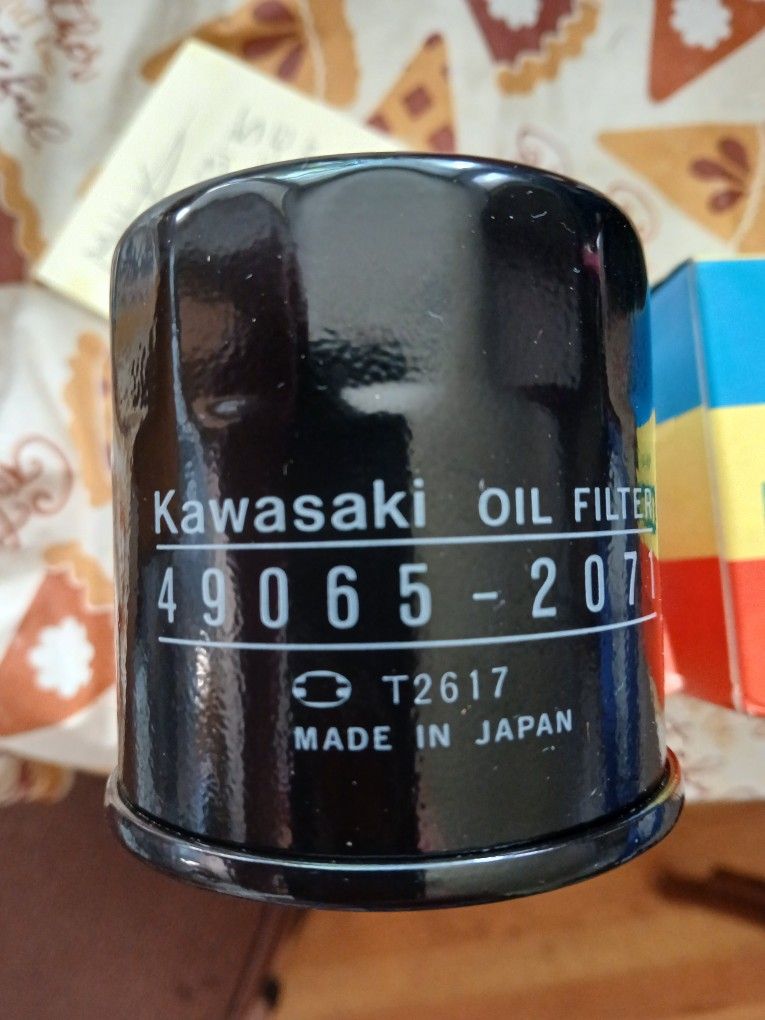 Kawasaki OIL FILTER
49065-2071
T2617
MADE IN JAPAN